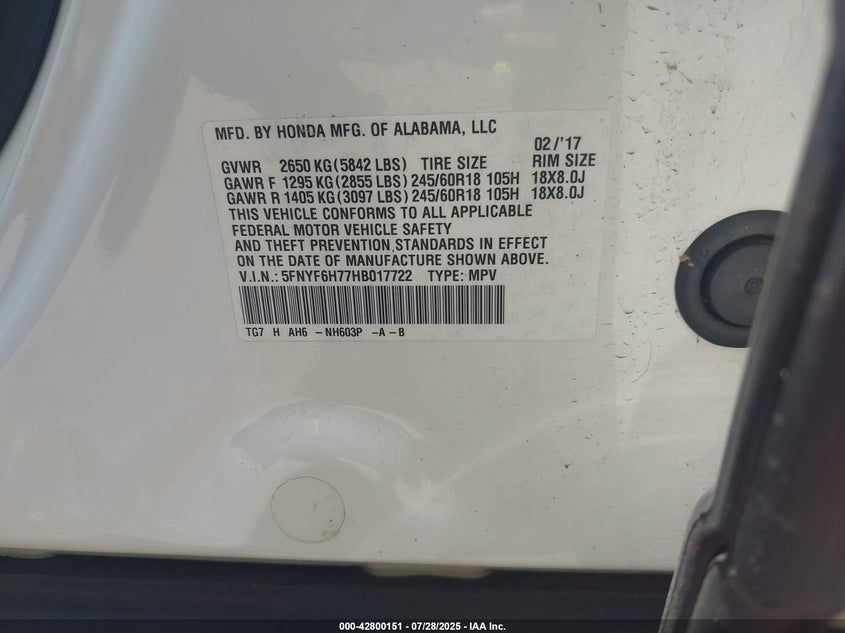 MFD. BY HONDA MFG. OF ALABAMA, LLC
02/'17
GVWR 2650 KG(5842 LBS) TIRE SIZE RIM SIZE
GAWR F 1295 KG(2855 LBS) 245/60R18 105H 18X8.0J
GAWR R 1405 KG(3097 LBS) 245/60R18 105H 18X8.0J
THIS VEHICLE CONFORMS TO ALL APPLICABLE
FEDERAL MOTOR VEHICLE SAFETY
AND THEFT PREVENTION STANDARDS IN EFFECT
ON THE DATE OF MANUFACTURE SHOWN ABOVE.
V.I.N.: 5FNYF6H77HB017722 TYPE: MPV
TG7 H AH6 -NH603P -A-B
000-42800151 | 07/28/2025 | IAA Inc.